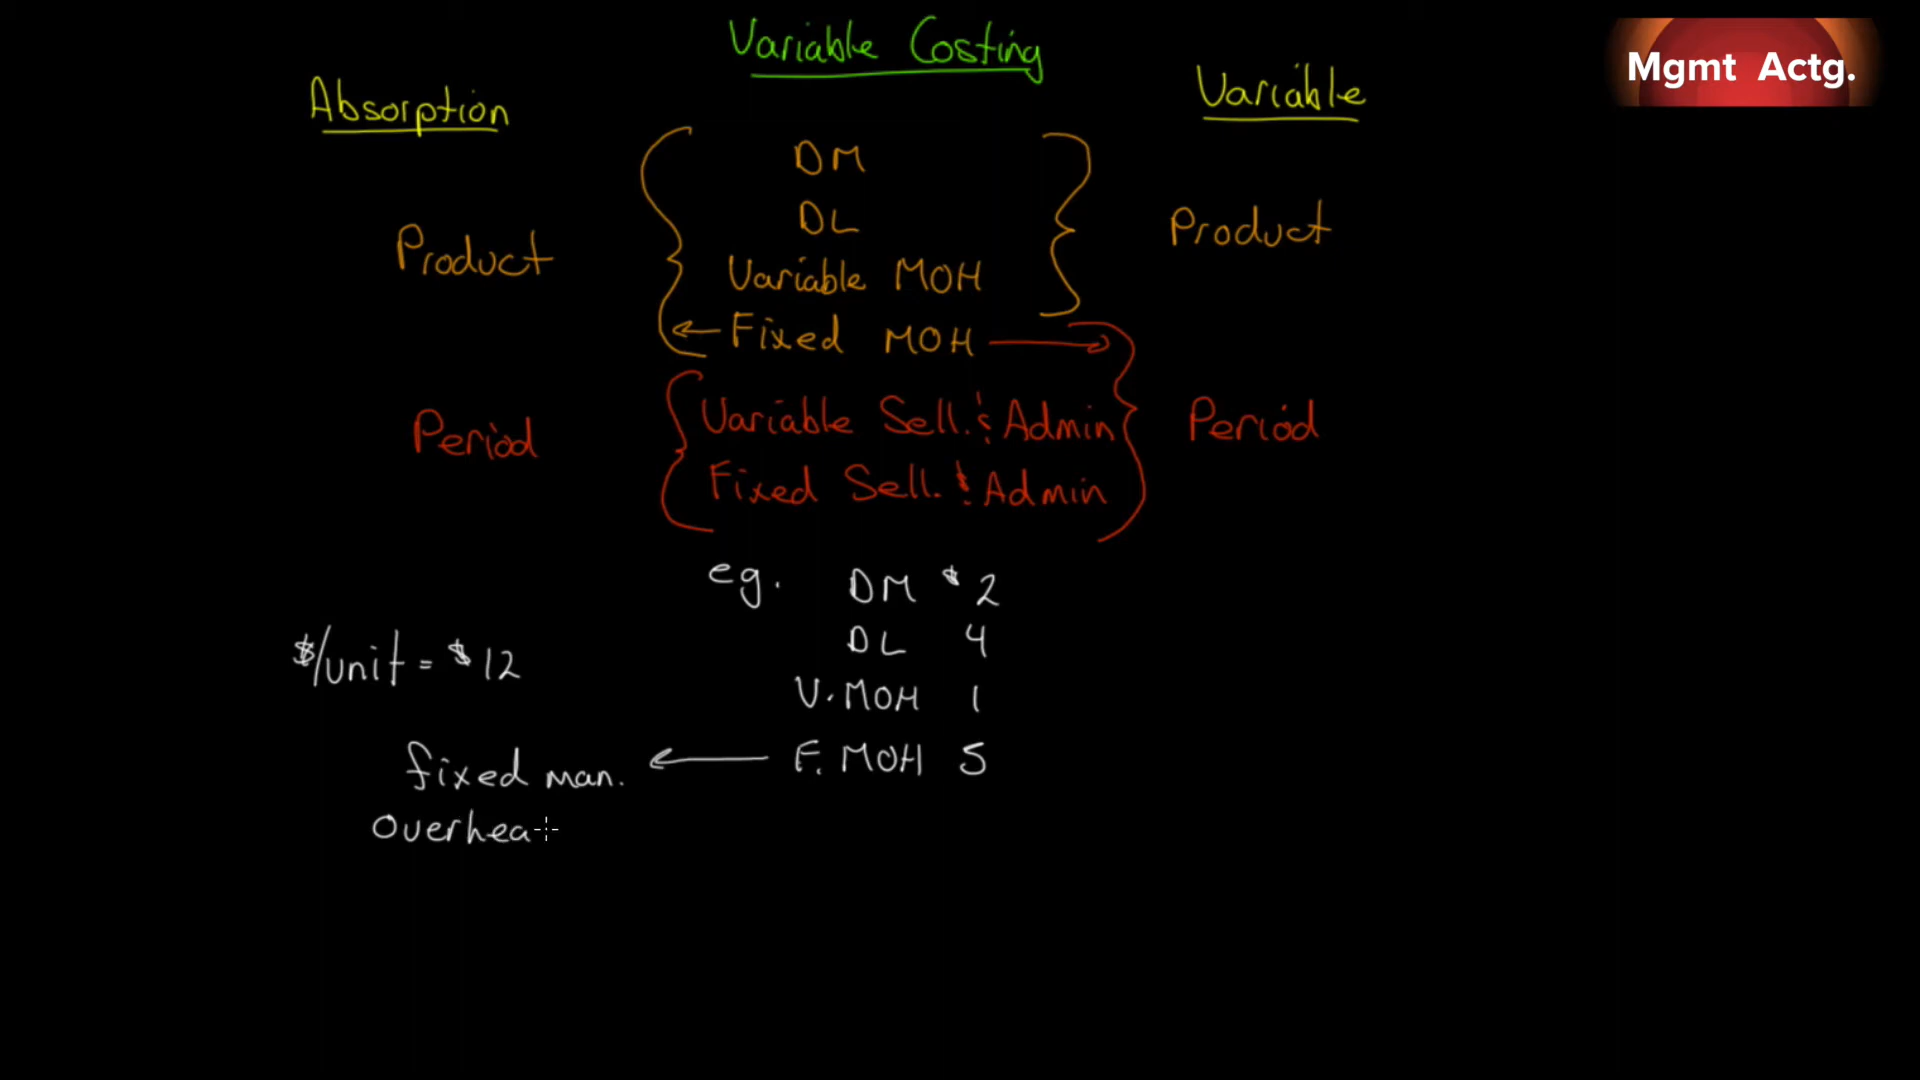 Variable Costing
Mgmt Actg.
Absorption
Variable
DM
DL
Product
Product
Variable MOH
Fixed MOH
Variable Sell. & Admin
Period
Period
Fixed Sell. & Admin
eg. DM $2
DL 4
$/unit = $12
V. MOH 1
fixed man. F. MOH 5
Overhea